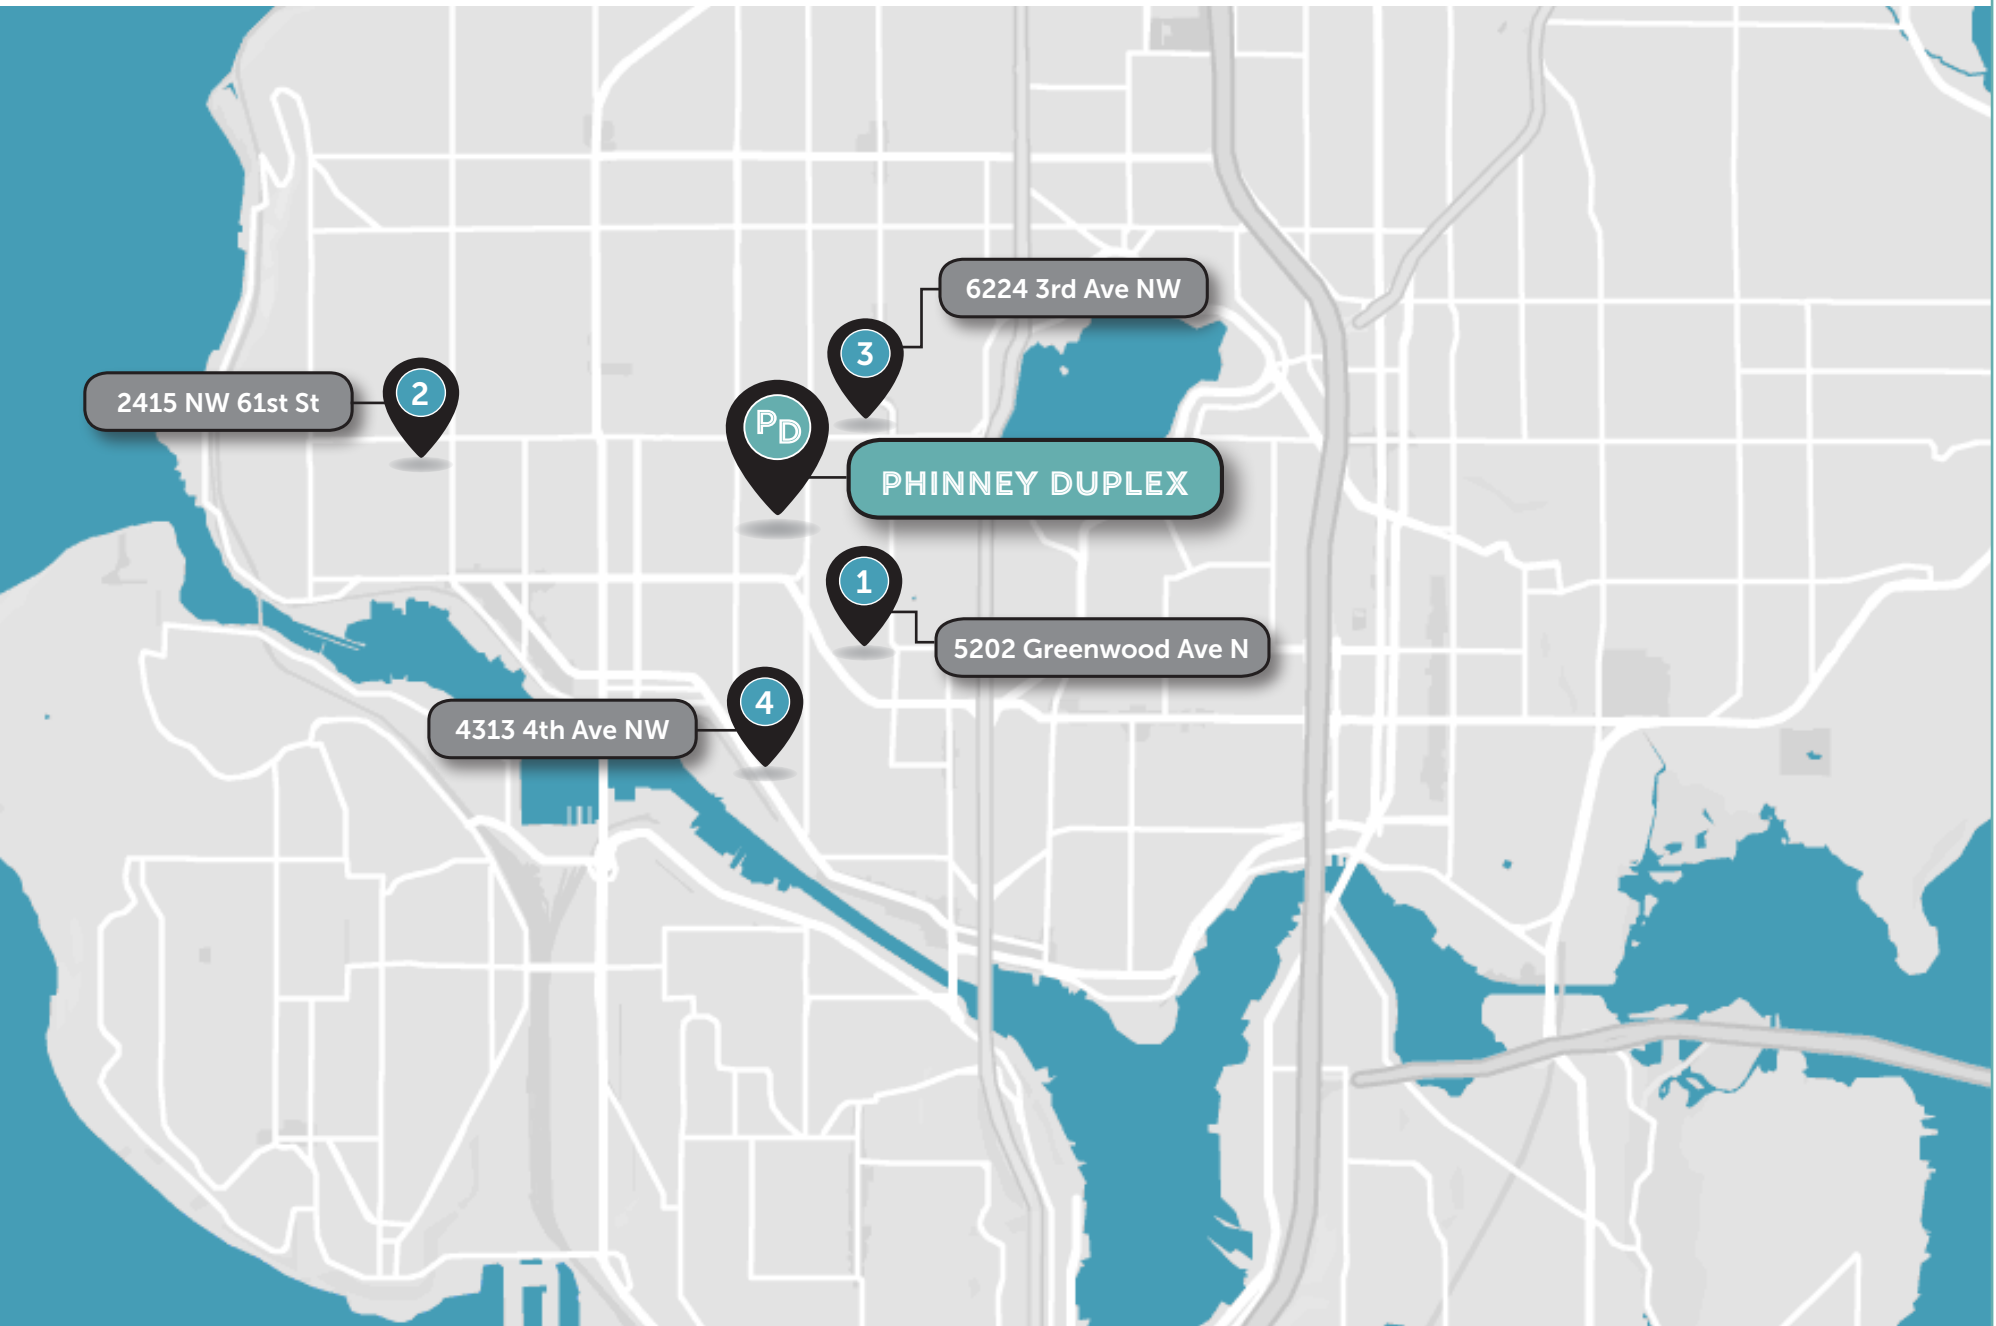 6224 3rd Ave NW
3
2415 NW 61st St
2
PD
PHINNEY DUPLEX
1
5202 Greenwood Ave N
4
4313 4th Ave NW